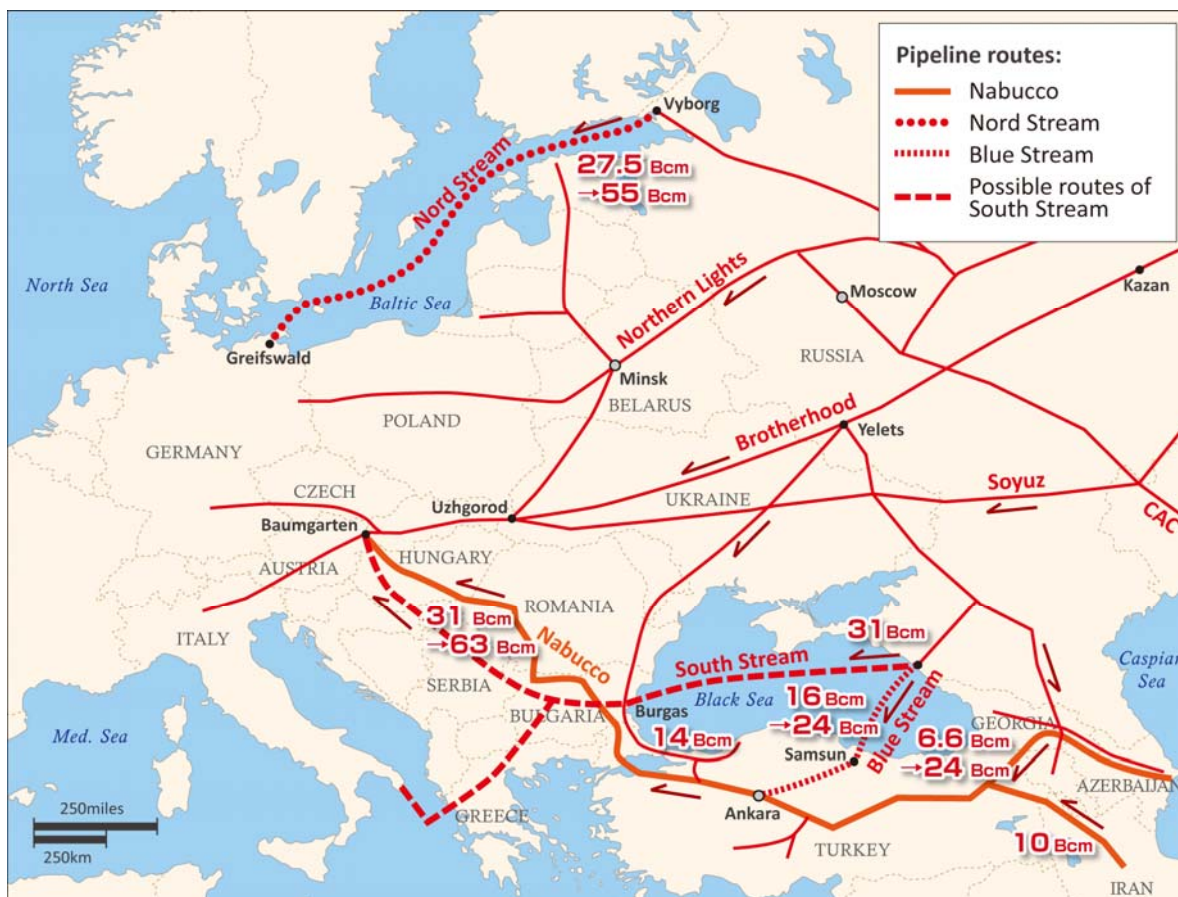 Pipeline routes:
Nabucco
Nord Stream
Blue Stream
Possible routes of
South Stream
Vyborg
27.5 Bcm
→55 Bcm
Nord Stream
North Sea
Baltic Sea
Northern Lights
Moscow
Kazan
Greifswald
RUSSIA
Minsk
BELARUS
POLAND
GERMANY
Brotherhood
Yelets
CZECH
Uzhgorod
UKRAINE
Soyuz
CAC
Baumgarten
HUNGARY
AUSTRIA
ROMANIA
31 Bcm
→63 Bcm
ITALY
Nabucco
31 Bcm
South Stream
Caspian
Sea
SERBIA
Black Sea
16 Bcm
→24 Bcm
Blue Stream
BULGARIA
Burgas
GEORGIA
Med. Sea
14 Bcm
6.6 Bcm
→24 Bcm
Samsun
AZERBAIJAN
250miles
250km
GREECE
Ankara
TURKEY
10 Bcm
IRAN